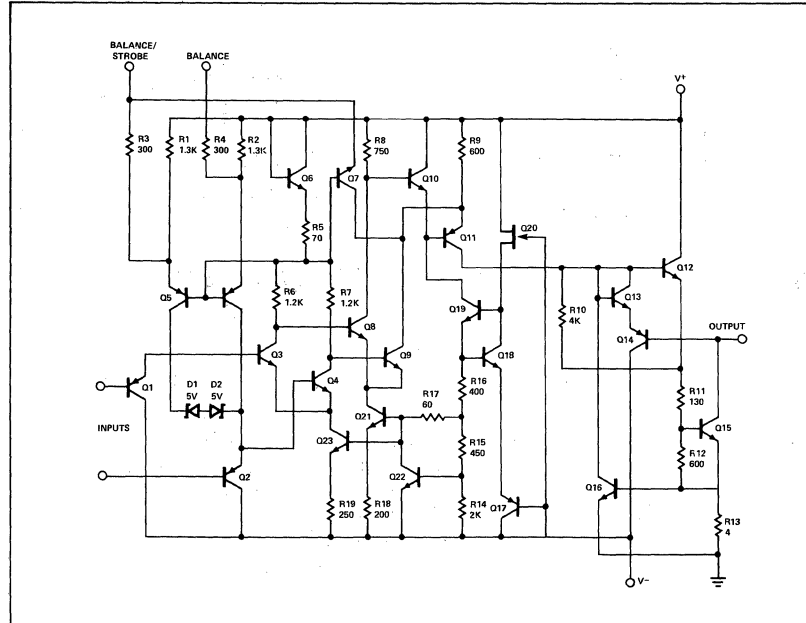 BALANCE/
STROBE
BALANCE
V+
R3
300
R1
1.3K
R4
300
R2
1.3K
Q6
Q7
R8
750
Q10
R9
600
R5
70
Q11
Q20
Q12
Q5
R6
1.2K
R7
1.2K
Q8
Q19
R10
4K
Q13
Q14
OUTPUT
Q3
Q9
Q18
Q1
Q4
R16
400
R11
130
D1
5V
D2
5V
R17
60
Q15
INPUTS
Q21
R15
450
R12
600
Q23
Q22
Q16
Q2
R19
250
R18
200
R14
2K
Q17
R13
4
V-